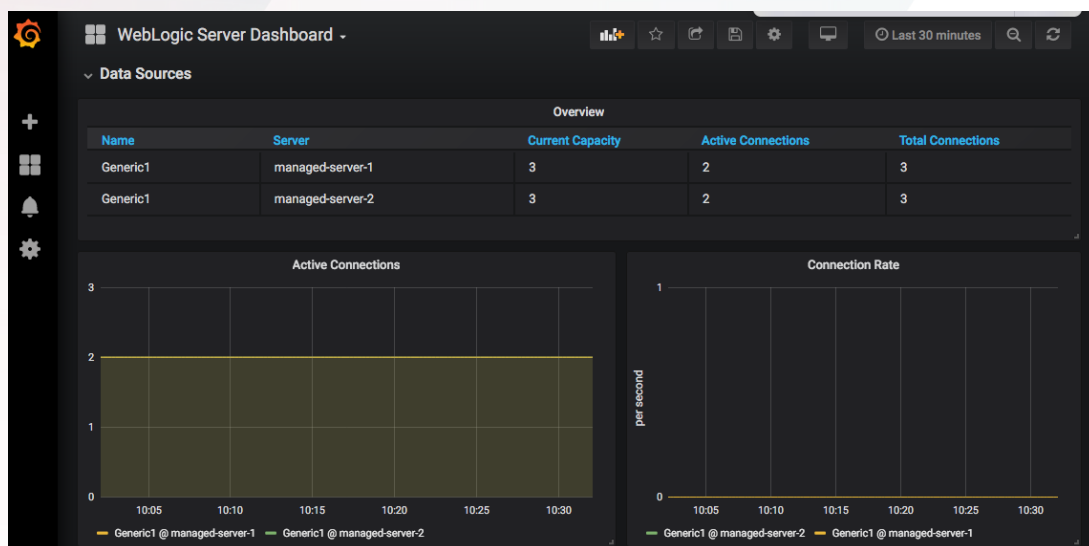 WebLogic Server Dashboard
Last 30 minutes
Data Sources
Overview
Name Server Current Capacity Active Connections Total Connections
Generic1 managed-server-1 3 2 3
Generic1 managed-server-2 3 2 3
Active Connections
3
2
1
0
10:05 10:10 10:15 10:20 10:25 10:30
Generic1 @ managed-server-1 Generic1 @ managed-server-2
Connection Rate
per second
1
0
10:05 10:10 10:15 10:20 10:25 10:30
Generic1 @ managed-server-2 Generic1 @ managed-server-1